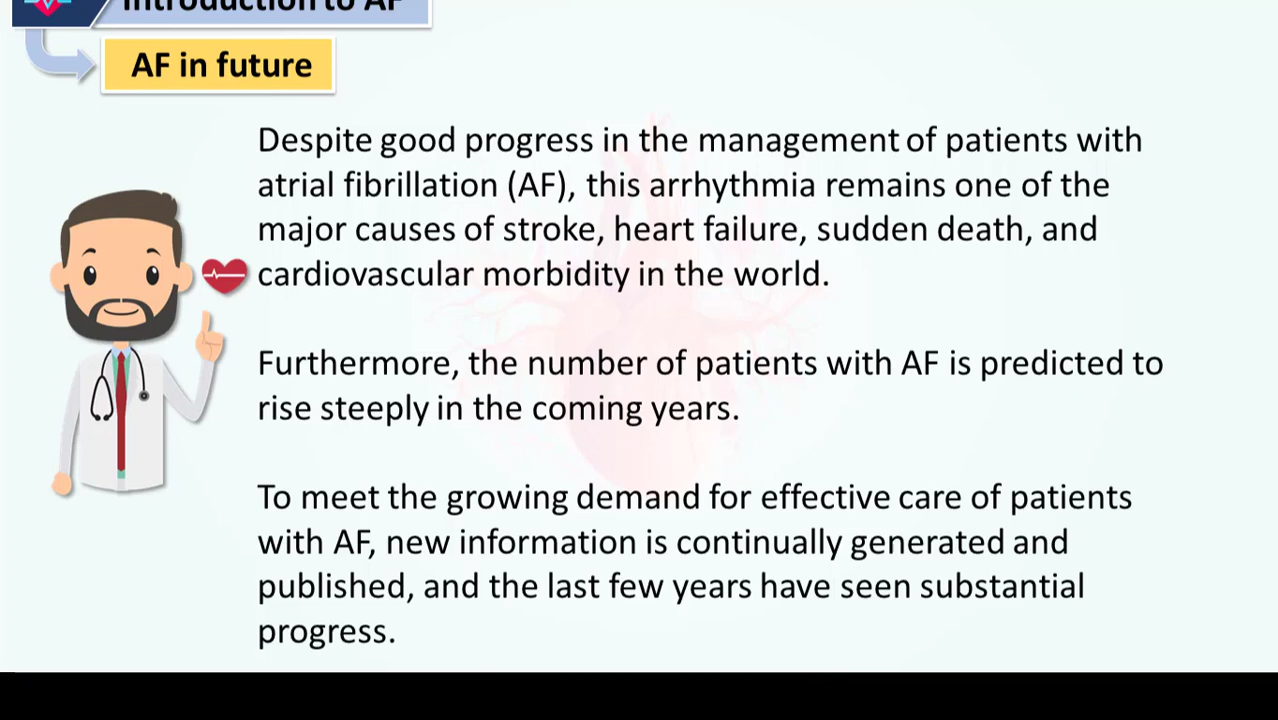 Introduction to AF
AF in future
Despite good progress in the management of patients with
atrial fibrillation (AF), this arrhythmia remains one of the
major causes of stroke, heart failure, sudden death, and
cardiovascular morbidity in the world.
Furthermore, the number of patients with AF is predicted to
rise steeply in the coming years.
To meet the growing demand for effective care of patients
with AF, new information is continually generated and
published, and the last few years have seen substantial
progress.